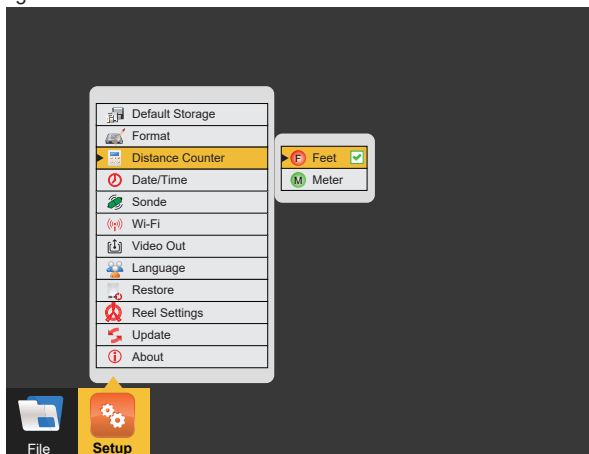 Default Storage
Format
Distance Counter
Date/Time
Sonde
Wi-Fi
Video Out
Language
Restore
Reel Settings
Update
About
F Feet
M Meter
File
Setup